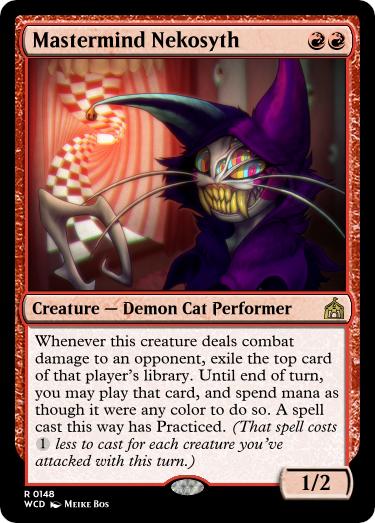 Mastermind Nekosyth
Creature — Demon Cat Performer
Whenever this creature deals combat
damage to an opponent, exile the top card
of that player's library. Until end of turn,
you may play that card, and spend mana as
though it were any color to do so. A spell
cast this way has Practiced. (That spell costs
1 less to cast for each creature you've
attacked with this turn.)
1/2
R 0148
WCD Meike Bos